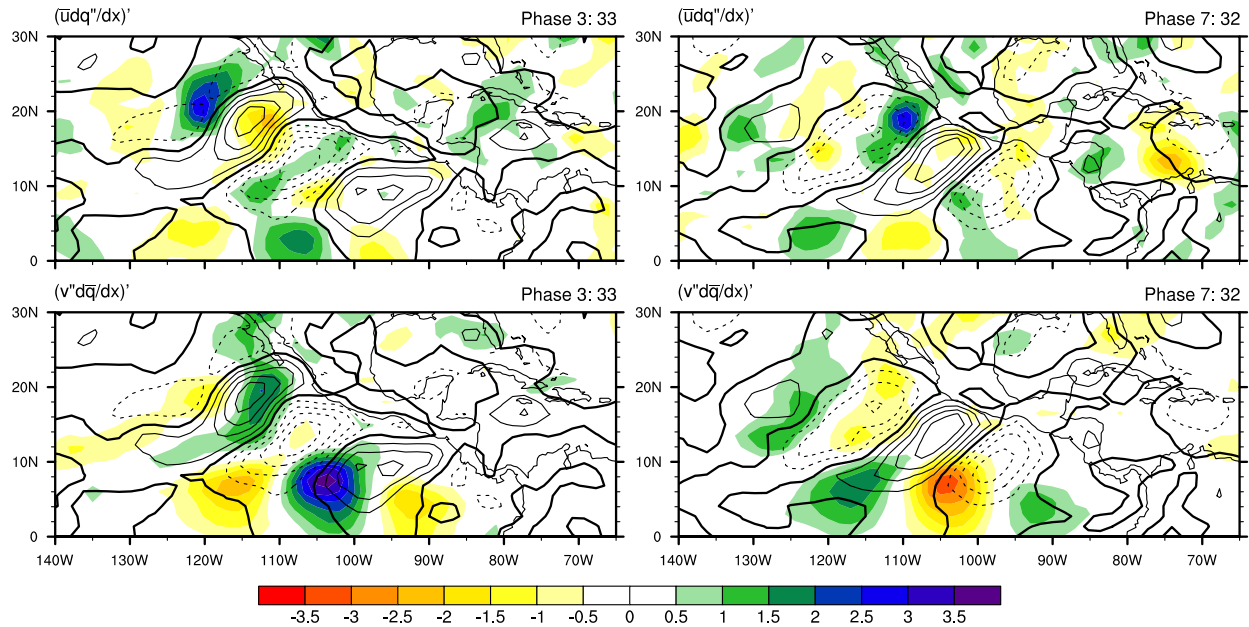 (u̅dq"/dx)' Phase 3: 33
(u̅dq"/dx)' Phase 7: 32
30N
20N
10N
0
30N
20N
10N
0
(v"dq̅/dx)' Phase 3: 33
(v"dq̅/dx)' Phase 7: 32
30N
20N
10N
0
140W 130W 120W 110W 100W 90W 80W 70W
30N
20N
10N
0
140W 130W 120W 110W 100W 90W 80W 70W
-3.5 -3 -2.5 -2 -1.5 -1 -0.5 0 0.5 1 1.5 2 2.5 3 3.5